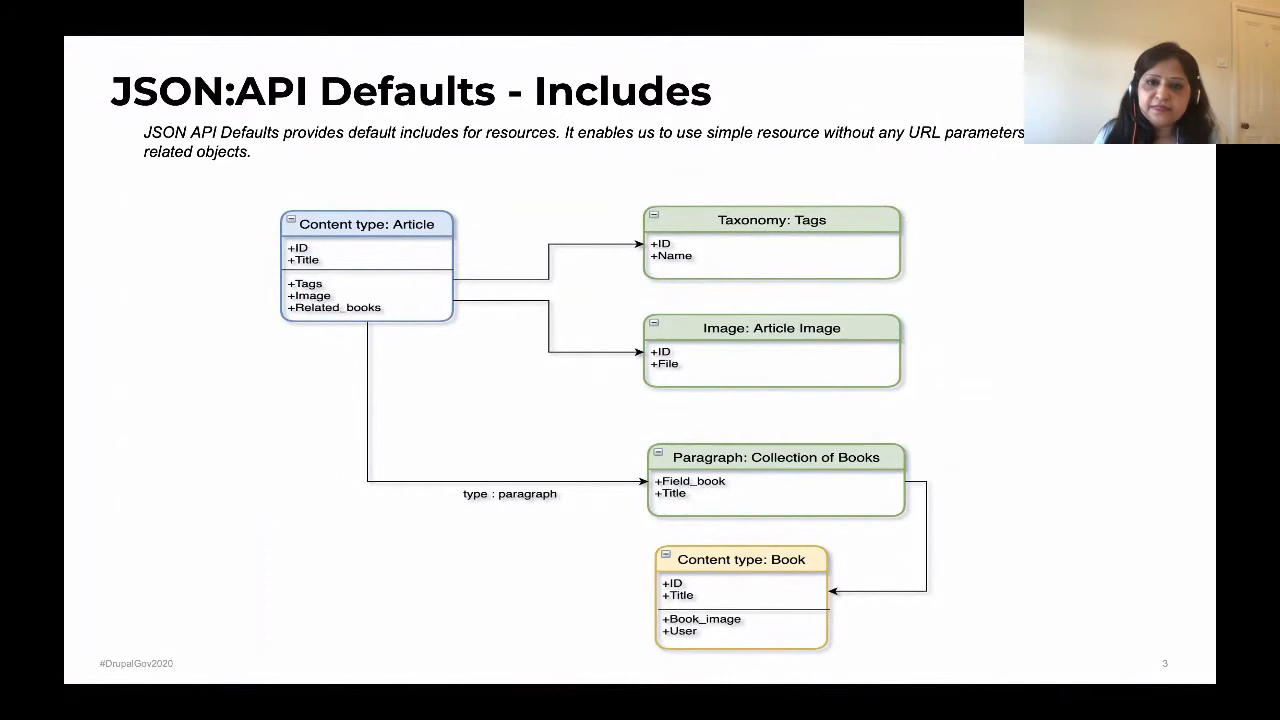 JSON:API Defaults - Includes
JSON API Defaults provides default includes for resources. It enables us to use simple resource without any URL parameters
related objects.
Content type: Article
+ID
+Title
+Tags
+Image
+Related_books
Taxonomy: Tags
+ID
+Name
Image: Article Image
+ID
+File
type : paragraph
Paragraph: Collection of Books
+Field_book
+Title
Content type: Book
+ID
+Title
+Book_image
+User
#DrupalGov2020
3